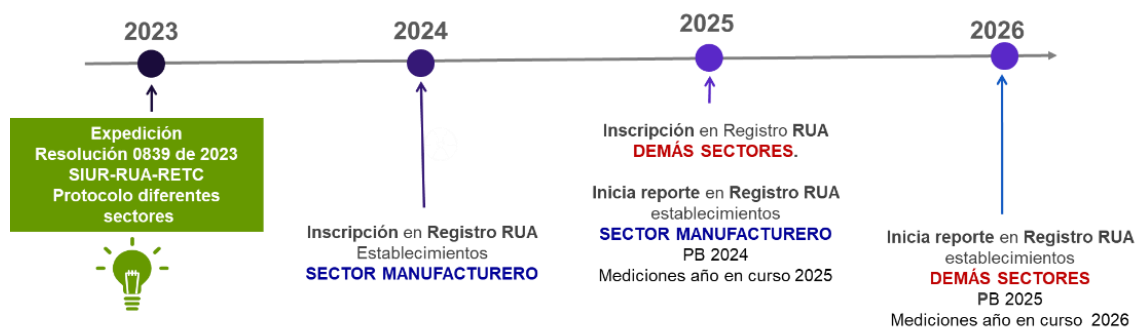 2023
2024
2025
2026
Expedición
Resolución 0839 de 2023
SIUR-RUA-RETC
Protocolo diferentes
sectores
Inscripción en Registro RUA
Establecimientos
SECTOR MANUFACTURERO
Inscripción en Registro RUA
DEMÁS SECTORES.
Inicia reporte en Registro RUA
establecimientos
SECTOR MANUFACTURERO
PB 2024
Mediciones año en curso 2025
Inicia reporte en Registro RUA
establecimientos
DEMÁS SECTORES
PB 2025
Mediciones año en curso 2026